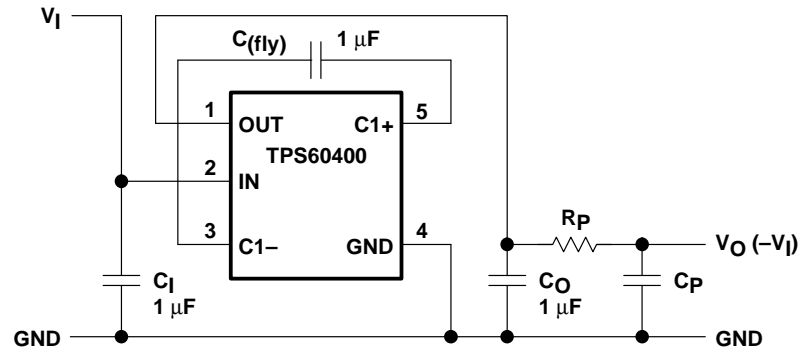 VI
C(fly) 1 μF
1 5
OUT C1+
TPS60400
2
IN
3 4
C1− GND
RP
VO (−VI)
CI
1 μF
CO
1 μF
CP
GND GND